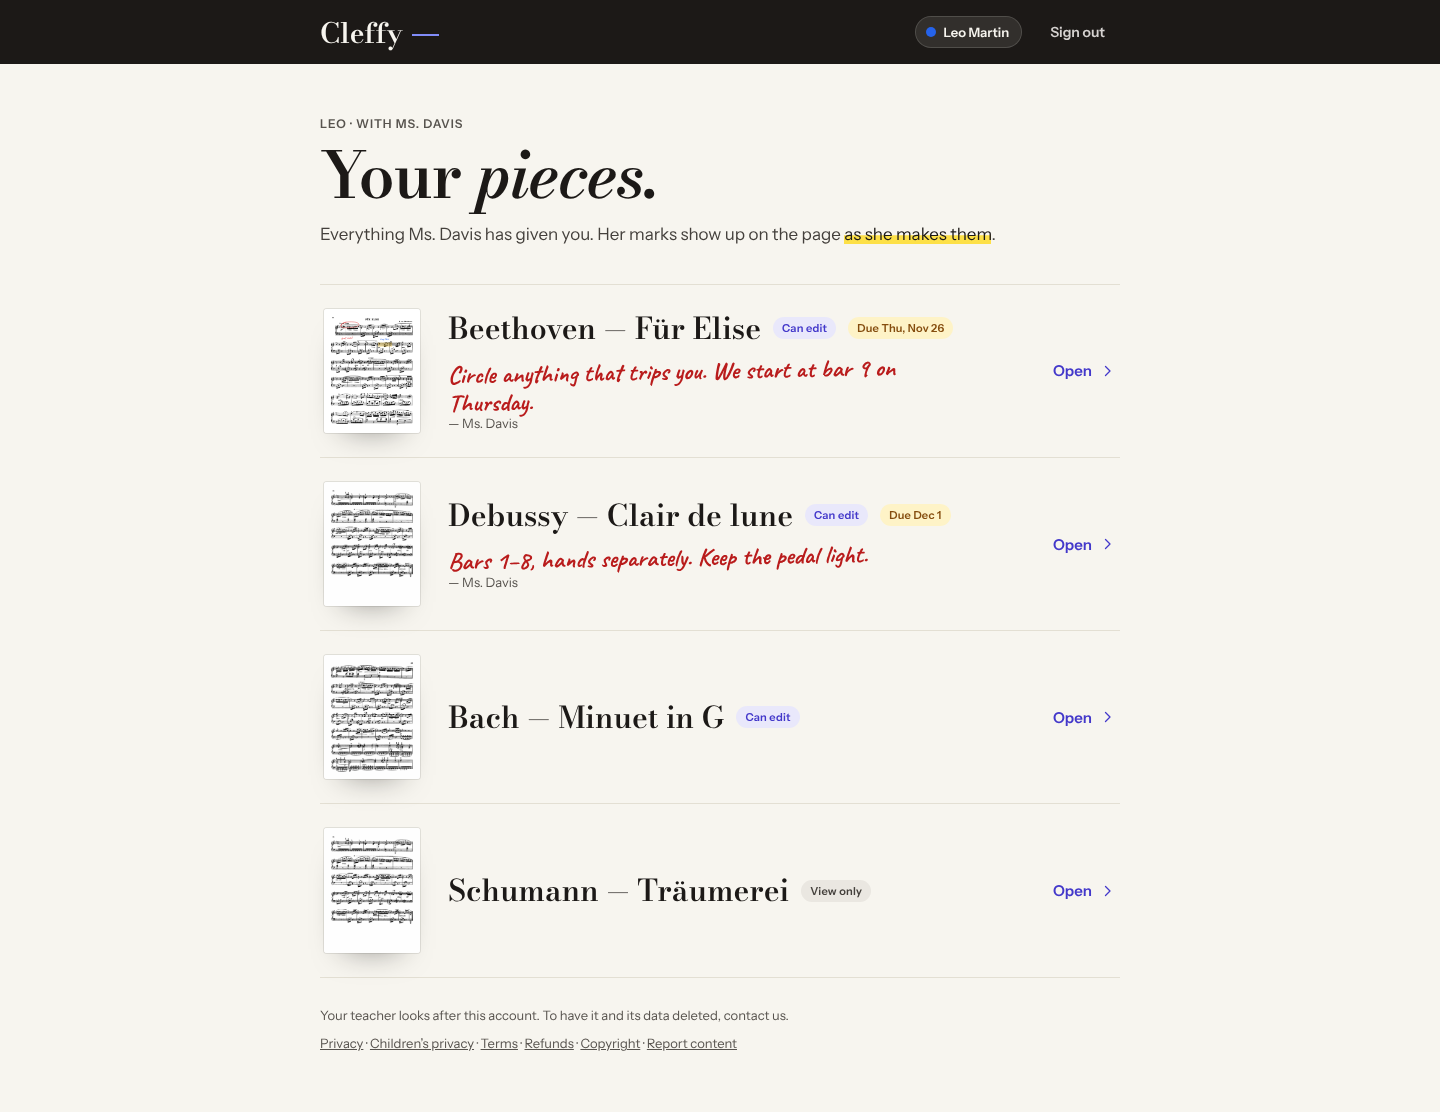 Cleffy
Leo Martin
Sign out
LEO · WITH MS. DAVIS
Your pieces.
Everything Ms. Davis has given you. Her marks show up on the page as she makes them.
Beethoven — Für Elise
Can edit
Due Thu, Nov 26
Circle anything that trips you. We start at bar 9 on
Thursday.
— Ms. Davis
Open
Debussy — Clair de lune
Can edit
Due Dec 1
Bars 1–8, hands separately. Keep the pedal light.
— Ms. Davis
Open
Bach — Minuet in G
Can edit
Open
Schumann — Träumerei
View only
Open
Your teacher looks after this account. To have it and its data deleted, contact us.
Privacy · Children's privacy · Terms · Refunds · Copyright · Report content